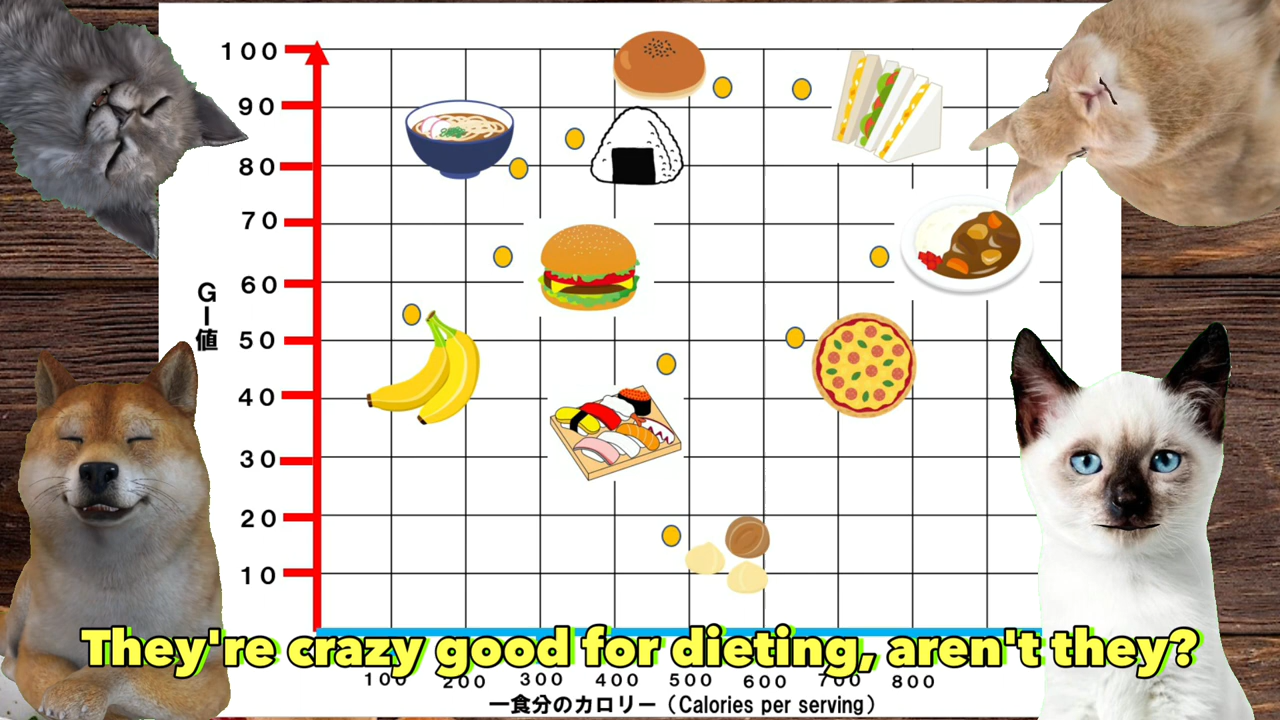 100
90
80
70
60
GI値
50
40
30
20
10
They're crazy good for dieting, aren't they?
100 200 300 400 500 600 700 800
一食分のカロリー（Calories per serving）